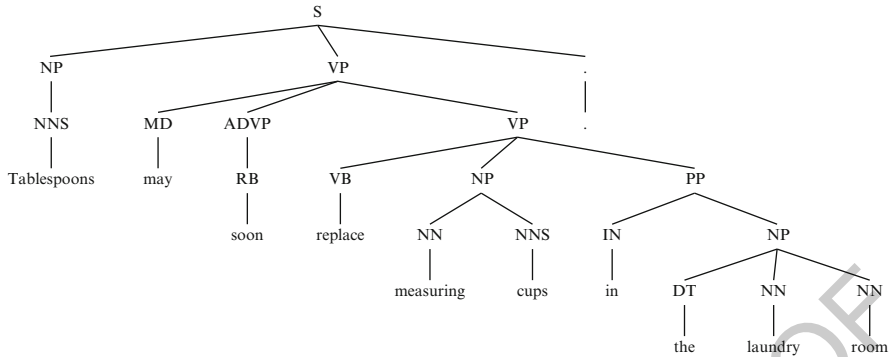 S
NP VP .
NNS MD ADVP VP .
Tablespoons may RB VB NP PP
soon replace NN NNS IN NP
measuring cups in DT NN NN
the laundry room
OF